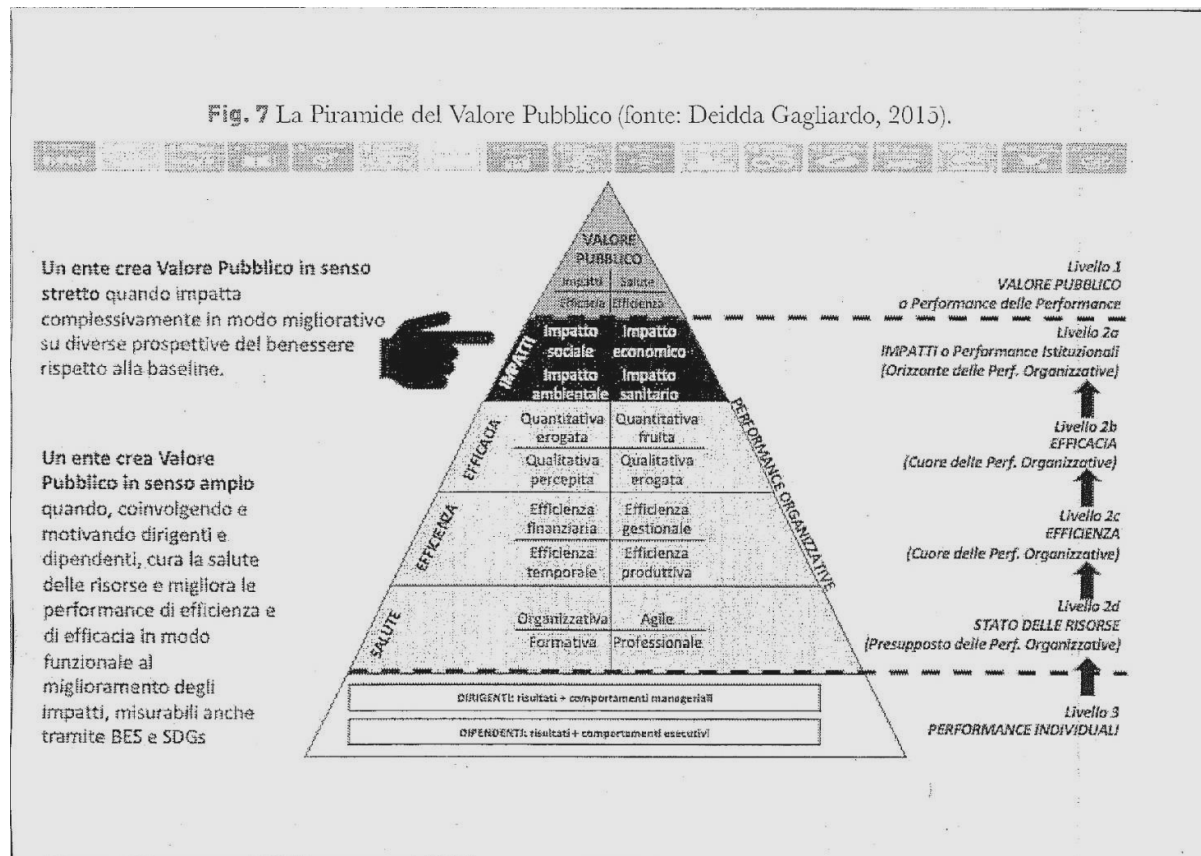 Fig. 7 La Piramide del Valore Pubblico (fonte: Deidda Gagliardo, 2015).
Un ente crea Valore Pubblico in senso
stretto quando impatta
complessivamente in modo migliorativo
su diverse prospettive del benessere
rispetto alla baseline.
Un ente crea Valore
Pubblico in senso ampio
quando, coinvolgendo e
motivando dirigenti e
dipendenti, cura la salute
delle risorse e migliora le
performance di efficienza e
di efficacia in modo
funzionale al
miglioramento degli
impatti, misurabili anche
tramite BES e SDGs
VALORE
PUBBLICO
Impatti Salute
Efficacia Efficienza
IMPATTI
Impatto Impatto
sociale economico
Impatto Impatto
ambientale sanitario
EFFICACIA
Quantitativa Quantitativa
erogata fruita
Qualitativa Qualitativa
percepita erogata
EFFICIENZA
Efficienza Efficienza
finanziaria gestionale
Efficienza Efficienza
temporale produttiva
SALUTE
Organizzativa Agile
Formativa Professionale
PERFORMANCE ORGANIZZATIVE
DIRIGENTI: risultati + comportamenti manageriali
DIPENDENTI: risultati + comportamenti esecutivi
Livello 1
VALORE PUBBLICO
o Performance delle Performance
Livello 2a
IMPATTI o Performance Istituzionali
(Orizzonte delle Perf. Organizzative)
Livello 2b
EFFICACIA
(Cuore delle Perf. Organizzative)
Livello 2c
EFFICIENZA
(Cuore delle Perf. Organizzative)
Livello 2d
STATO DELLE RISORSE
(Presupposto delle Perf. Organizzative)
Livello 3
PERFORMANCE INDIVIDUALI